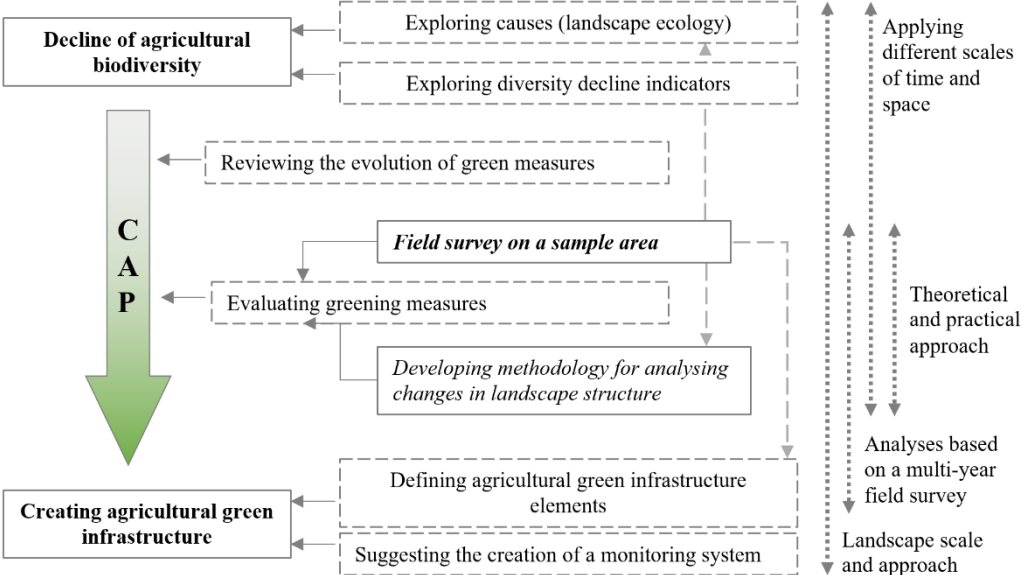 Decline of agricultural
biodiversity
Exploring causes (landscape ecology)
Exploring diversity decline indicators
Applying
different scales
of time and
space
Reviewing the evolution of green measures
C
A
P
Field survey on a sample area
Evaluating greening measures
Developing methodology for analysing
changes in landscape structure
Theoretical
and practical
approach
Analyses based
on a multi-year
field survey
Defining agricultural green infrastructure
elements
Creating agricultural green
infrastructure
Suggesting the creation of a monitoring system
Landscape scale
and approach